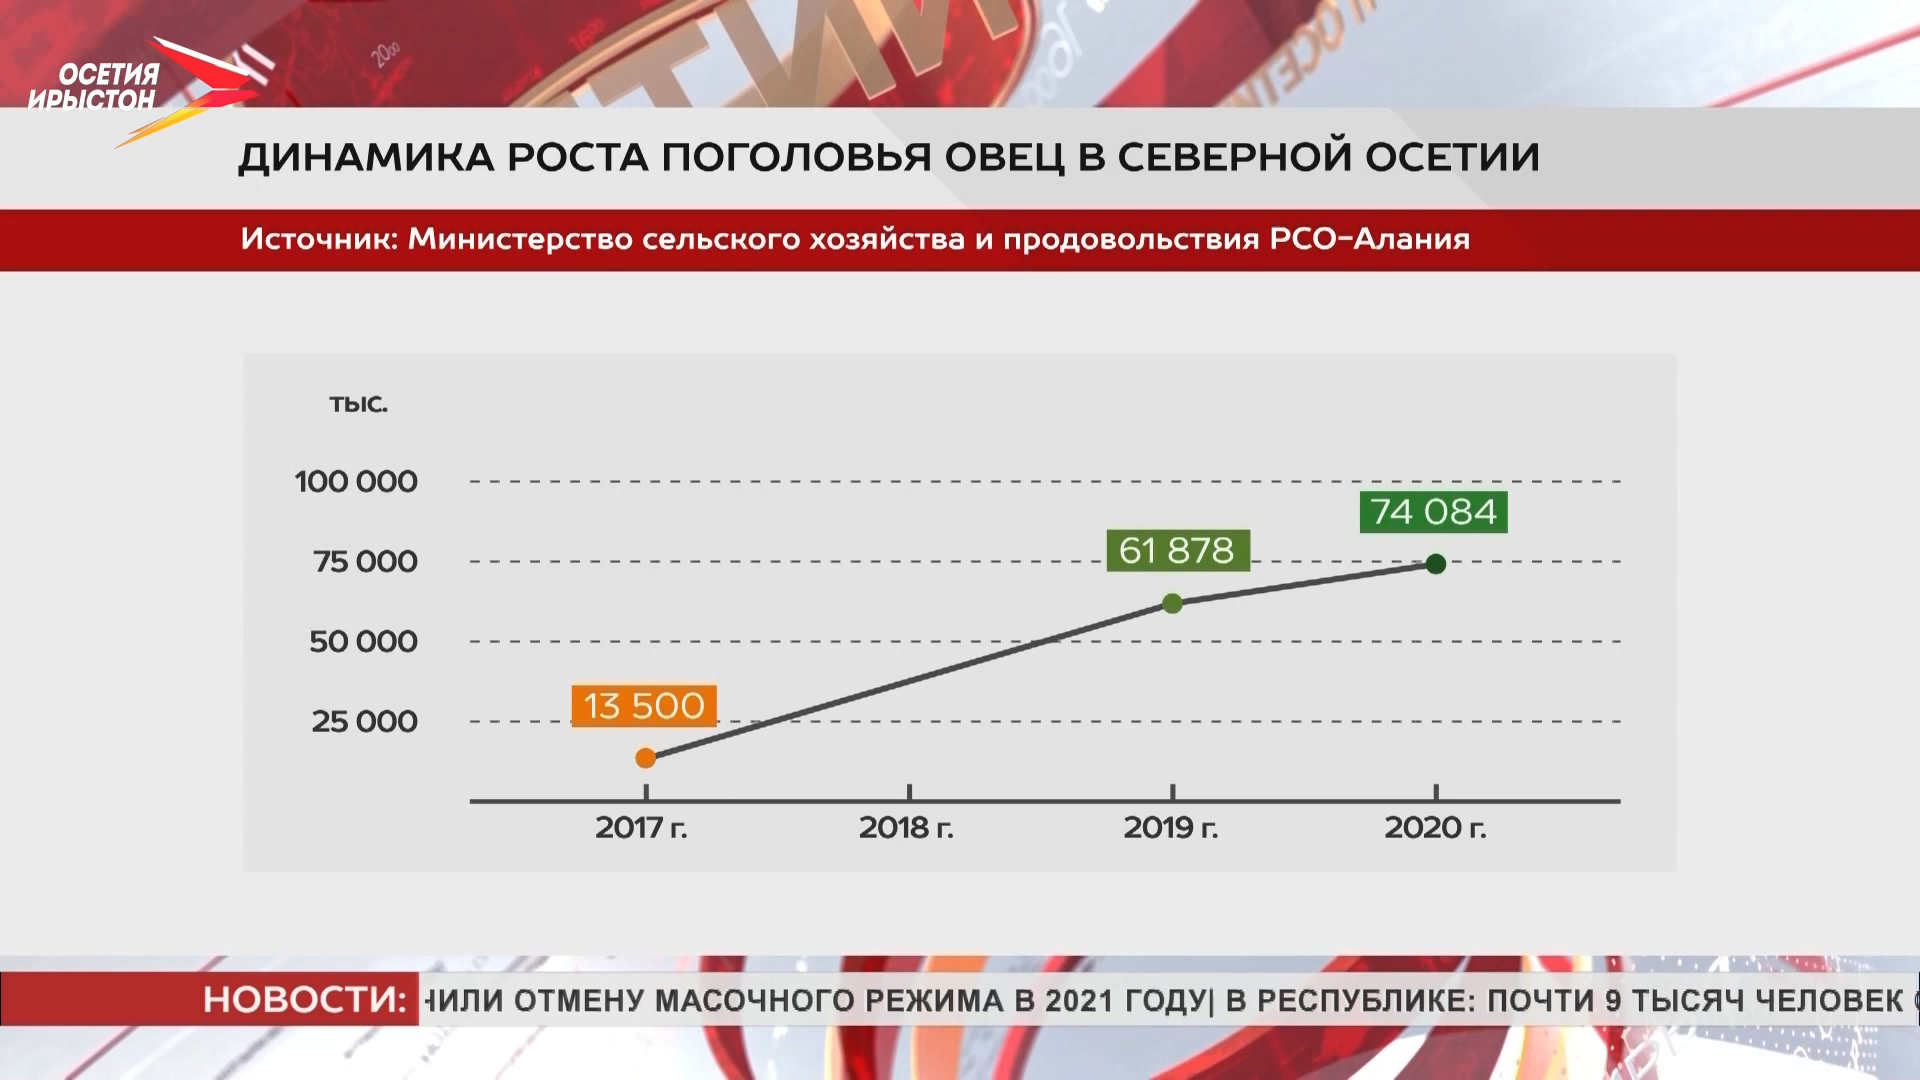 ОСЕТИЯ
ИРЫСТОН
ДИНАМИКА РОСТА ПОГОЛОВЬЯ ОВЕЦ В СЕВЕРНОЙ ОСЕТИИ
Источник: Министерство сельского хозяйства и продовольствия РСО-Алания
тыс.
100 000
75 000
50 000
25 000
13 500
61 878
74 084
2017 г.
2018 г.
2019 г.
2020 г.
НОВОСТИ:
ОТМЕНУ МАСОЧНОГО РЕЖИМА В 2021 ГОДУ| В РЕСПУБЛИКЕ: ПОЧТИ 9 ТЫСЯЧ ЧЕЛОВЕК